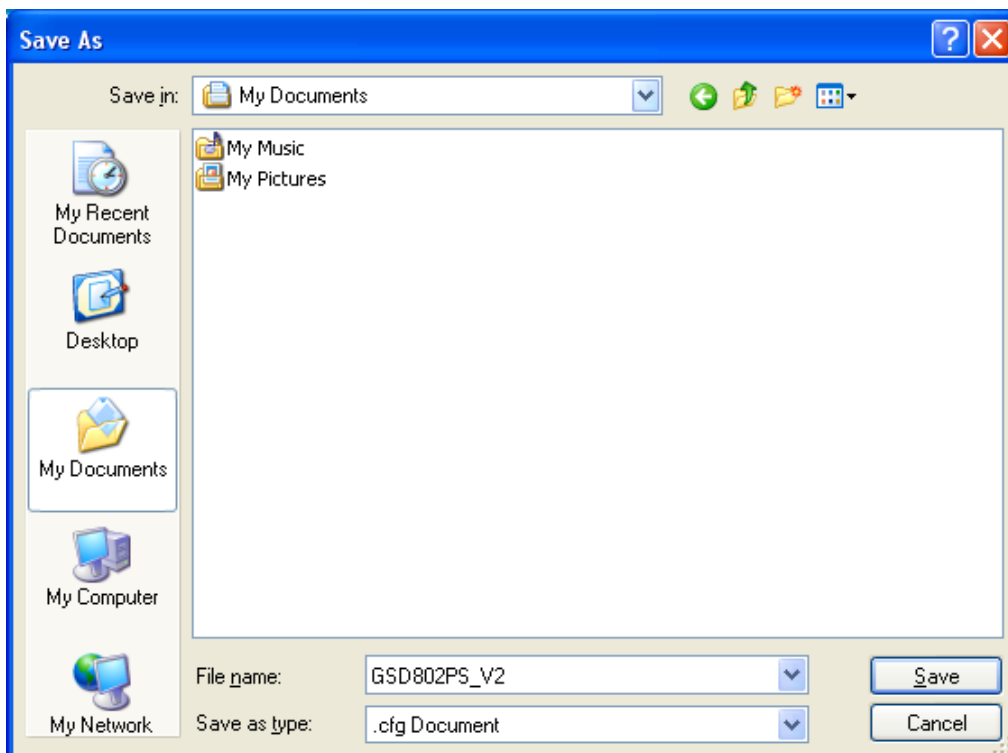 Save As
Save in:
My Documents
My Music
My Pictures
My Recent
Documents
Desktop
My Documents
My Computer
My Network
File name:
GSD802PS_V2
Save
Save as type:
.cfg Document
Cancel